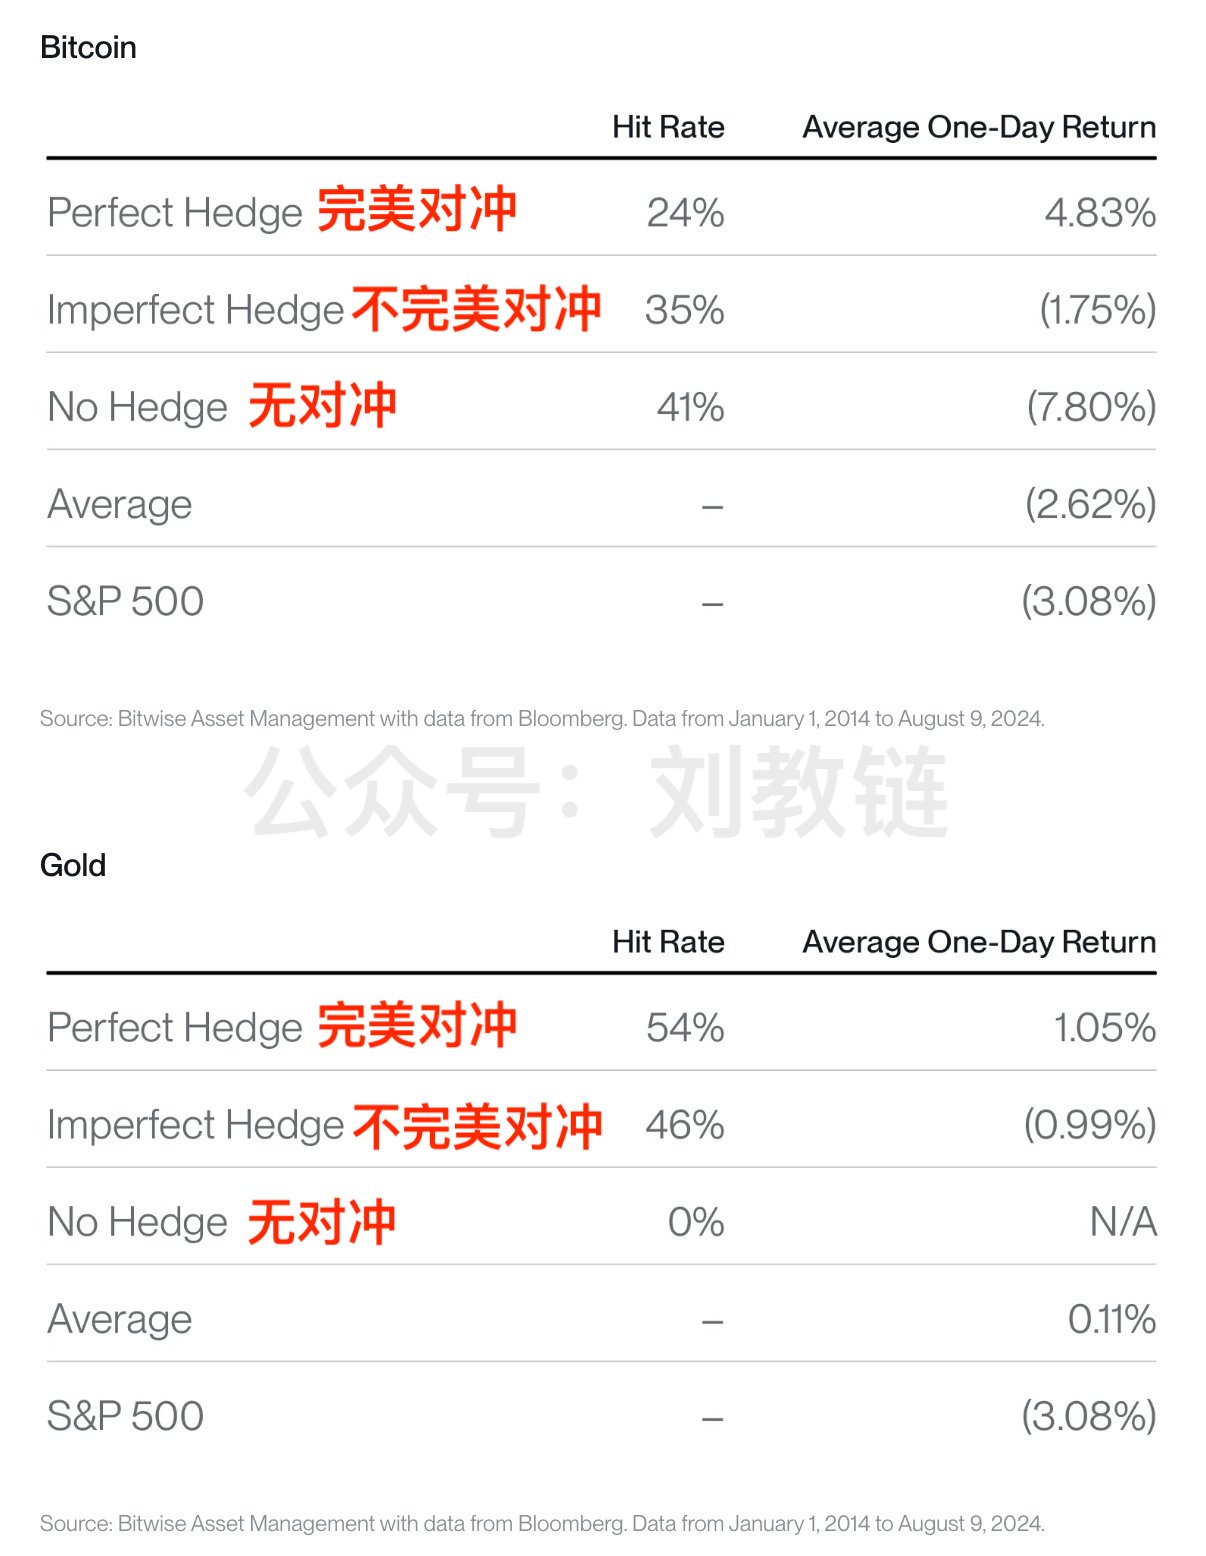 Bitcoin
Hit Rate Average One-Day Return
Perfect Hedge 完美对冲 24% 4.83%
Imperfect Hedge 不完美对冲 35% (1.75%)
No Hedge 无对冲 41% (7.80%)
Average – (2.62%)
S&P 500 – (3.08%)
Source: Bitwise Asset Management with data from Bloomberg. Data from January 1, 2014 to August 9, 2024.
公众号：刘教链
Gold
Hit Rate Average One-Day Return
Perfect Hedge 完美对冲 54% 1.05%
Imperfect Hedge 不完美对冲 46% (0.99%)
No Hedge 无对冲 0% N/A
Average – 0.11%
S&P 500 – (3.08%)
Source: Bitwise Asset Management with data from Bloomberg. Data from January 1, 2014 to August 9, 2024.